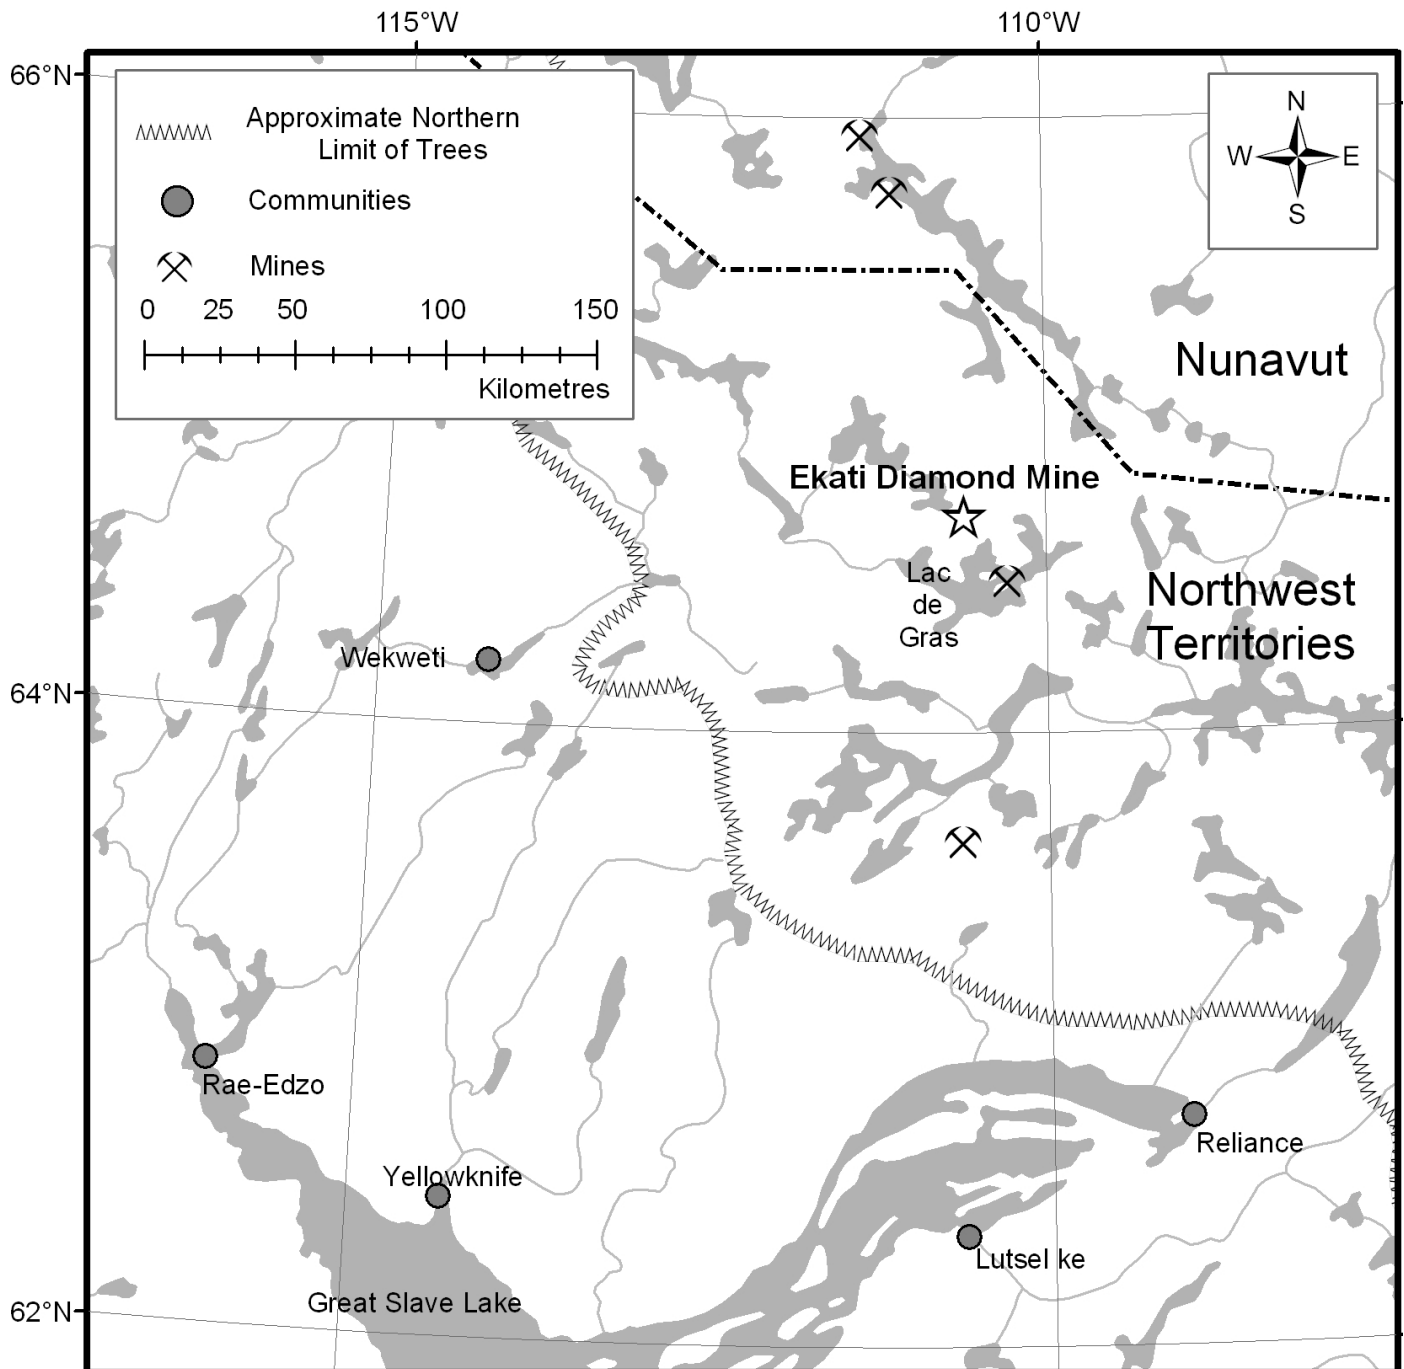 115°W
110°W
66°N
64°N
62°N
Approximate Northern
Limit of Trees
Communities
Mines
0 25 50 100 150
Kilometres
N
W E
S
Nunavut
Ekati Diamond Mine
Lac
de
Gras
Northwest
Territories
Wekweti
Rae-Edzo
Yellowknife
Reliance
Lutsel ke
Great Slave Lake